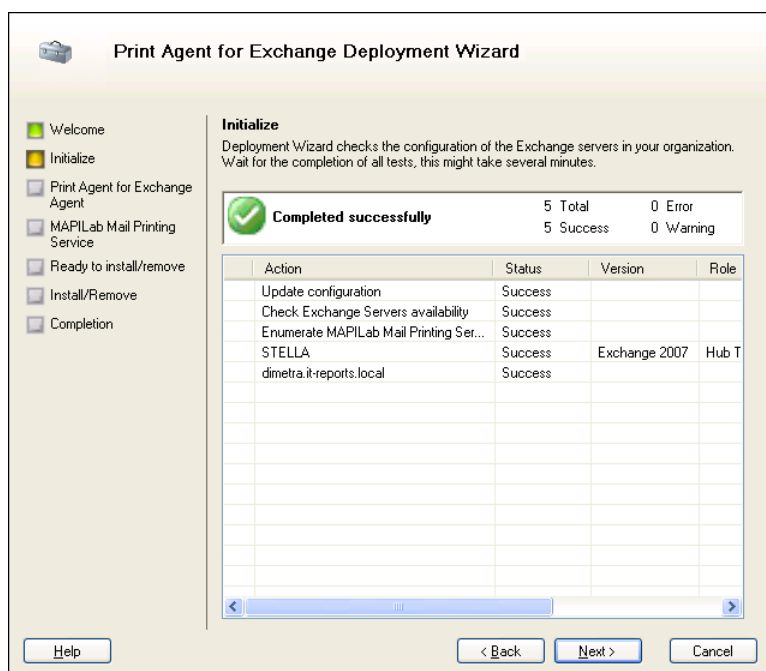 Print Agent for Exchange Deployment Wizard
Welcome
Initialize
Print Agent for Exchange
Agent
MAPILab Mail Printing
Service
Ready to install/remove
Install/Remove
Completion
Initialize
Deployment Wizard checks the configuration of the Exchange servers in your organization.
Wait for the completion of all tests, this might take several minutes.
Completed successfully
5 Total 0 Error
5 Success 0 Warning
Action Status Version Role
Update configuration Success
Check Exchange Servers availability Success
Enumerate MAPILab Mail Printing Ser... Success
STELLA Success Exchange 2007 Hub T
dimetra.it-reports.local Success
Help < Back Next > Cancel